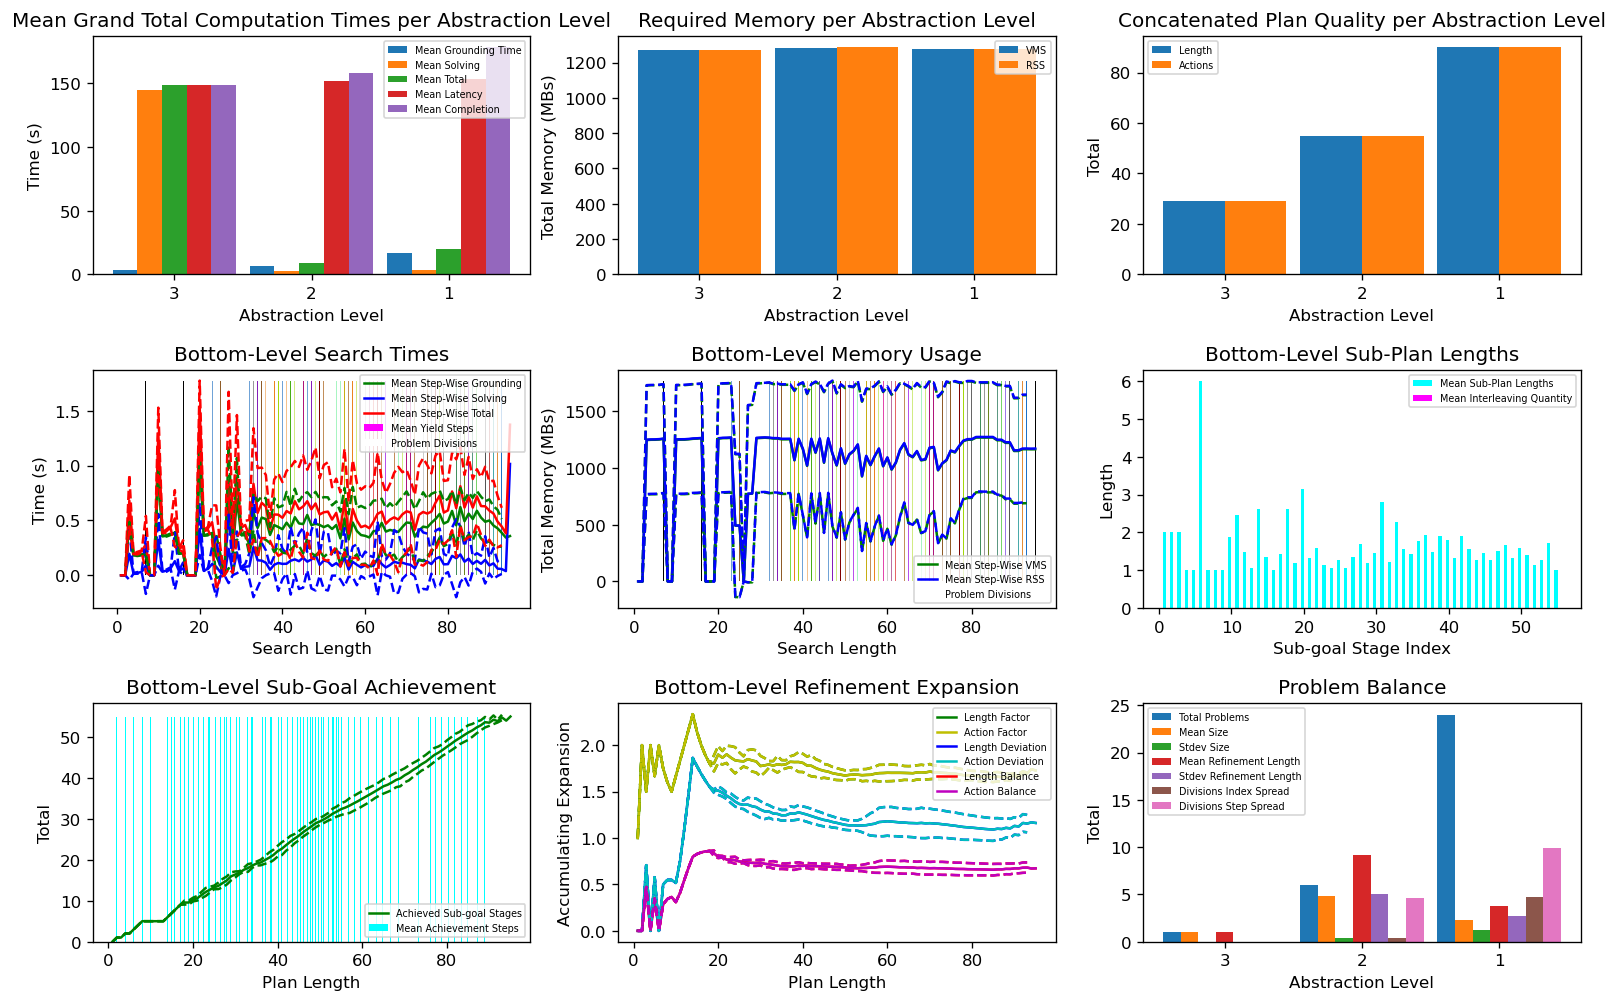 Mean Grand Total Computation Times per Abstraction Level
Time (s)
150
100
50
0
Mean Grounding Time
Mean Solving
Mean Total
Mean Latency
Mean Completion
3 2 1
Abstraction Level
Required Memory per Abstraction Level
Total Memory (MBs)
1200
1000
800
600
400
200
0
VMS
RSS
3 2 1
Abstraction Level
Concatenated Plan Quality per Abstraction Level
Total
80
60
40
20
0
Length
Actions
3 2 1
Abstraction Level
Bottom-Level Search Times
Time (s)
1.5
1.0
0.5
0.0
Mean Step-Wise Grounding
Mean Step-Wise Solving
Mean Step-Wise Total
Mean Yield Steps
Problem Divisions
0 20 40 60 80
Search Length
Bottom-Level Memory Usage
Total Memory (MBs)
1500
1000
500
0
Mean Step-Wise VMS
Mean Step-Wise RSS
Problem Divisions
0 20 40 60 80
Search Length
Bottom-Level Sub-Plan Lengths
Length
6
5
4
3
2
1
0
Mean Sub-Plan Lengths
Mean Interleaving Quantity
0 10 20 30 40 50
Sub-goal Stage Index
Bottom-Level Sub-Goal Achievement
Total
50
40
30
20
10
0
Achieved Sub-goal Stages
Mean Achievement Steps
0 20 40 60 80
Plan Length
Bottom-Level Refinement Expansion
Accumulating Expansion
2.0
1.5
1.0
0.5
0.0
Length Factor
Action Factor
Length Deviation
Action Deviation
Length Balance
Action Balance
0 20 40 60 80
Plan Length
Problem Balance
Total
25
20
15
10
5
0
Total Problems
Mean Size
Stdev Size
Mean Refinement Length
Stdev Refinement Length
Divisions Index Spread
Divisions Step Spread
3 2 1
Abstraction Level